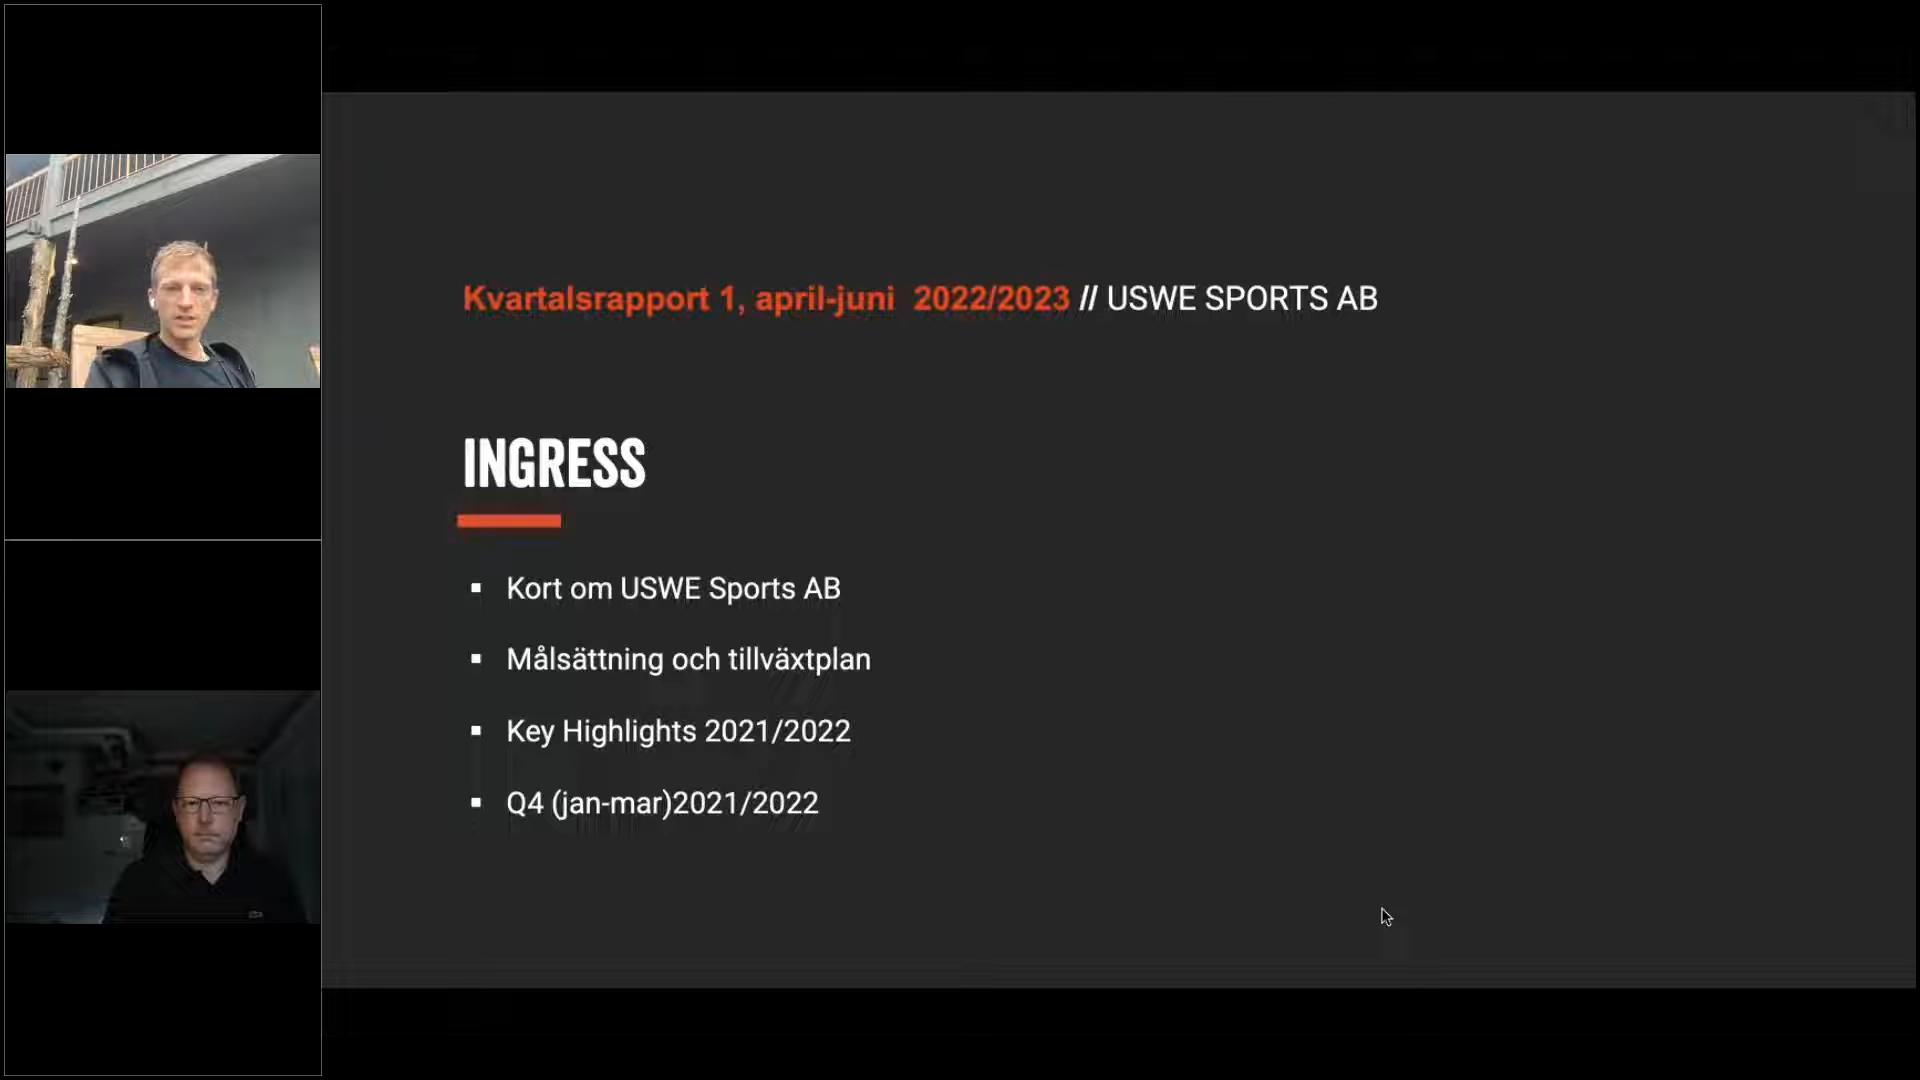 Kvartalsrapport 1, april-juni 2022/2023 // USWE SPORTS AB
INGRESS
Kort om USWE Sports AB
Målsättning och tillväxtplan
Key Highlights 2021/2022
Q4 (jan-mar)2021/2022